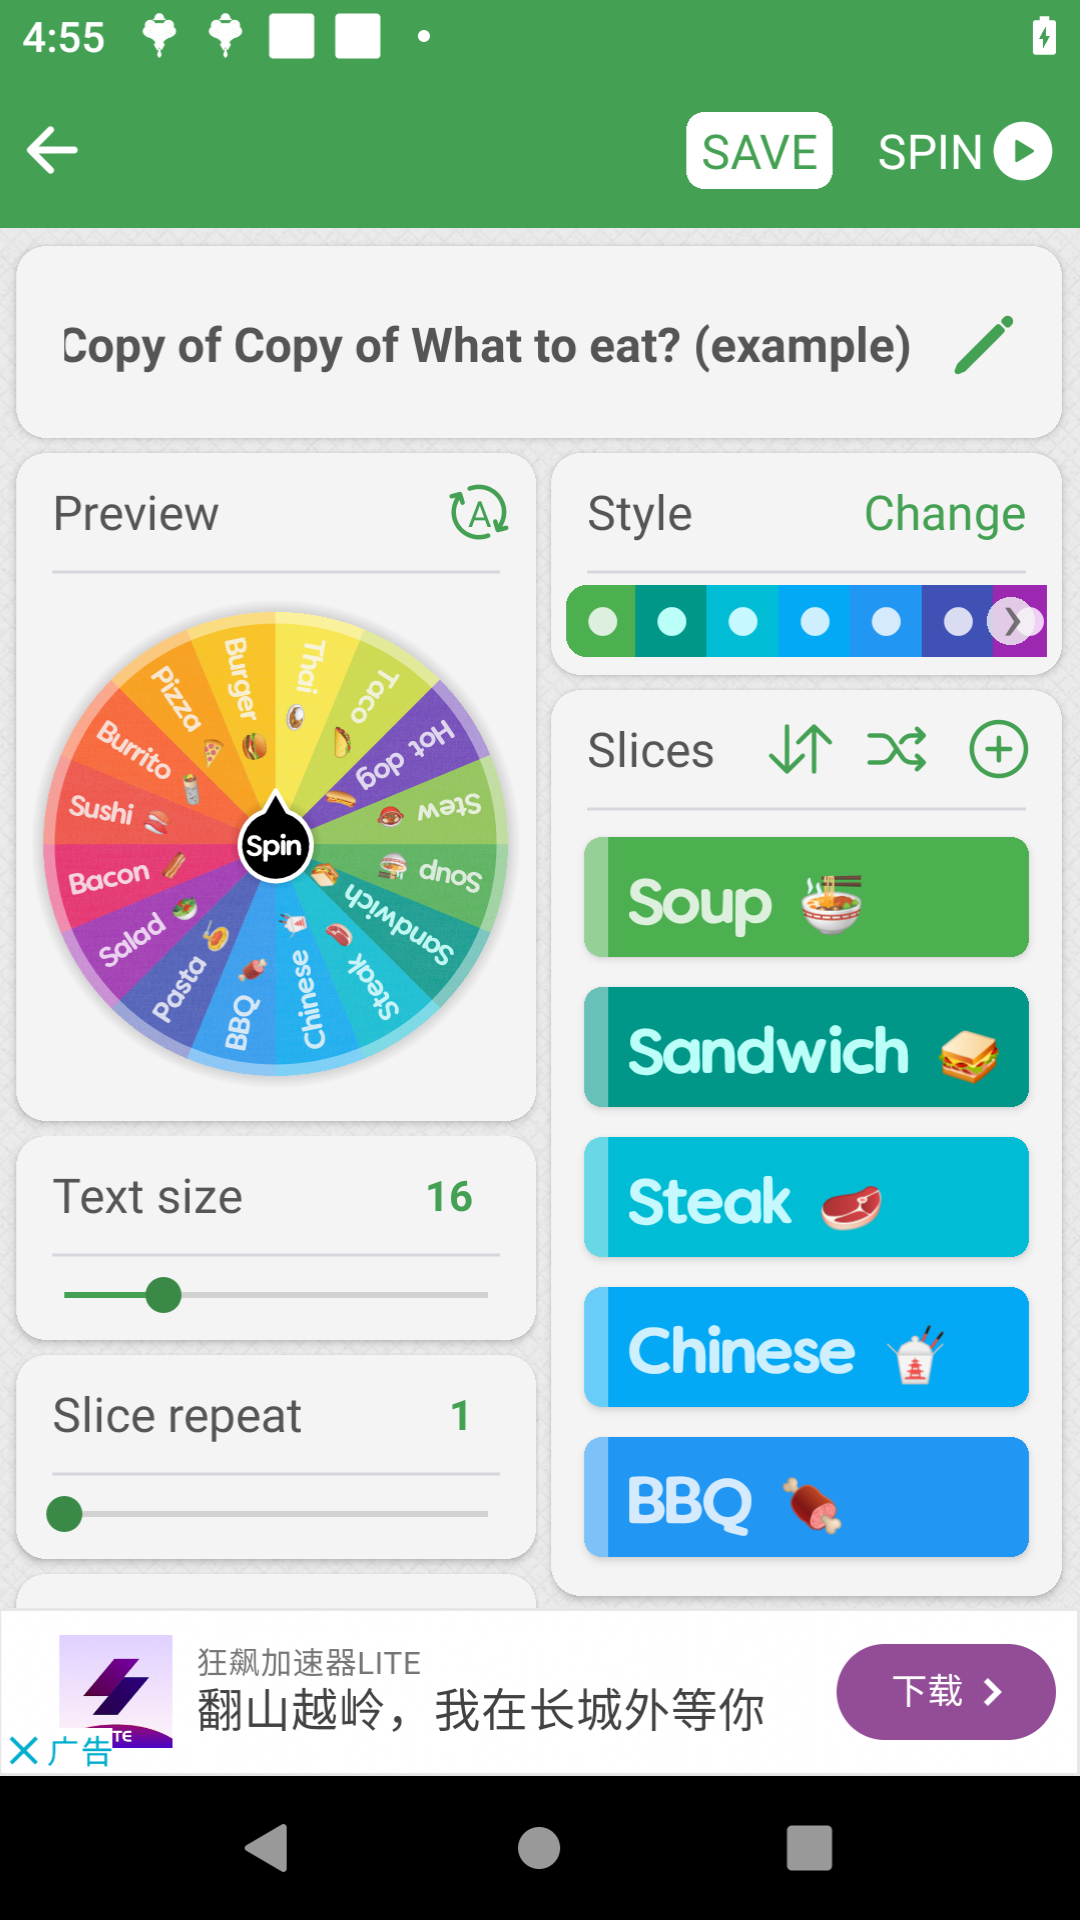 4:55
SAVE SPIN
Copy of Copy of What to eat? (example)
Preview
A
Style Change
Thai
Taco
Hot dog
Stew
Soup
Sandwich
Steak
Chinese
BBQ
Pasta
Salad
Bacon
Sushi
Burrito
Pizza
Burger
Spin
Slices
Soup
Sandwich
Steak
Chinese
BBQ
Text size 16
Slice repeat 1
狂飙加速器LITE
翻山越岭，我在长城外等你
下载
TE
广告